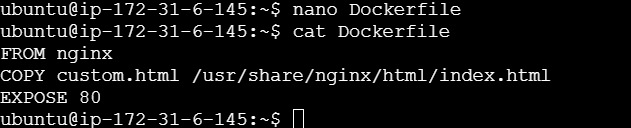 ubuntu@ip-172-31-6-145:~$ nano Dockerfile
ubuntu@ip-172-31-6-145:~$ cat Dockerfile
FROM nginx
COPY custom.html /usr/share/nginx/html/index.html
EXPOSE 80
ubuntu@ip-172-31-6-145:~$